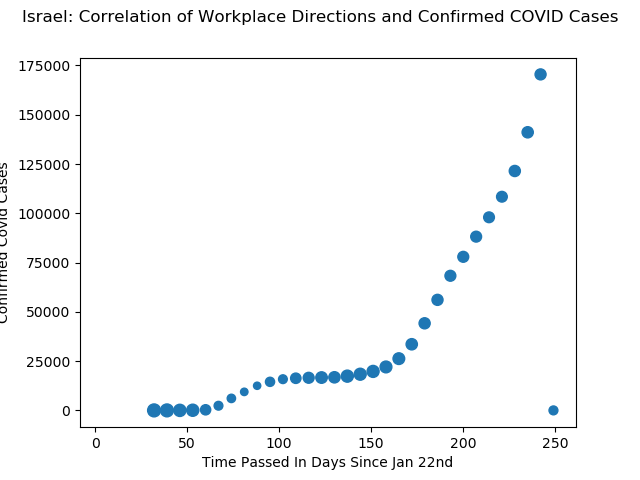 Israel: Correlation of Workplace Directions and Confirmed COVID Cases
175000
150000
125000
100000
75000
50000
25000
0
Confirmed Covid Cases
0 50 100 150 200 250
Time Passed In Days Since Jan 22nd